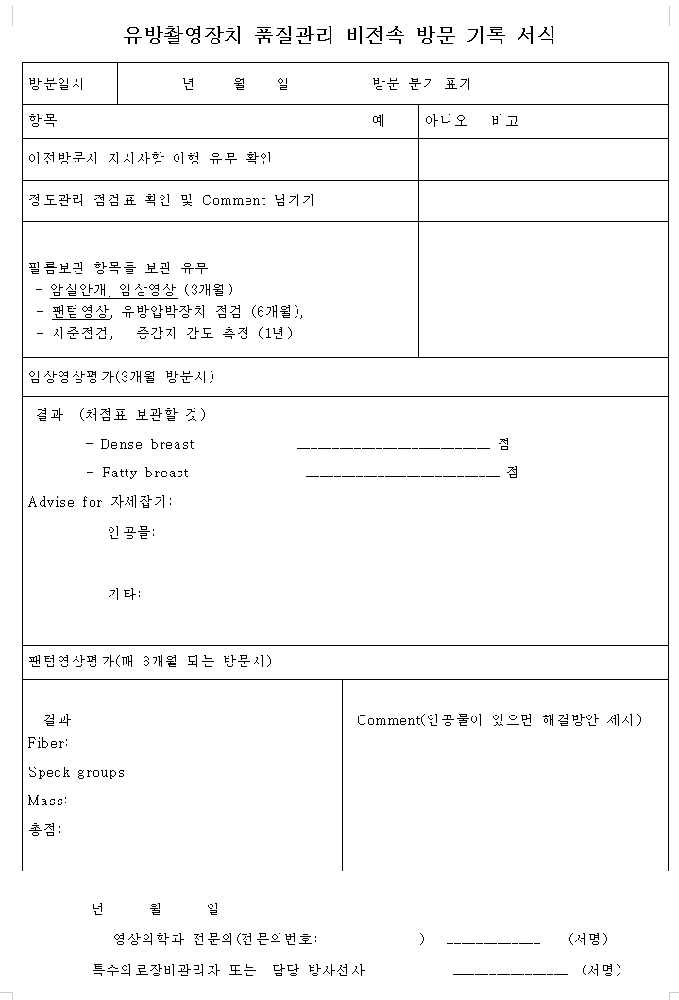 유방촬영장치 품질관리 비전속 방문 기록 서식
방문일시 년 월 일 방문 분기 표기
항목 예 아니오 비고
이전방문시 지시사항 이행 유무 확인
정도관리 점검표 확인 및 Comment 남기기
필름보관 항목들 보관 유무
- 암실안개, 임상영상 (3개월)
- 팬텀영상, 유방압박장치 점검 (6개월),
- 시준점검, 증감지 감도 측정 (1년)
임상영상평가(3개월 방문시)
결과 (채점표 보관할 것)
- Dense breast ___________________________ 점
- Fatty breast ___________________________ 점
Advise for 자세잡기:
인공물:
기타:
팬텀영상평가(매 6개월 되는 방문시)
결과
Fiber:
Speck groups:
Mass:
총점:
Comment(인공물이 있으면 해결방안 제시)
년 월 일
영상의학과 전문의(전문의번호: ) _____________ (서명)
특수의료장비관리자 또는 담당 방사선사 ________________ (서명)